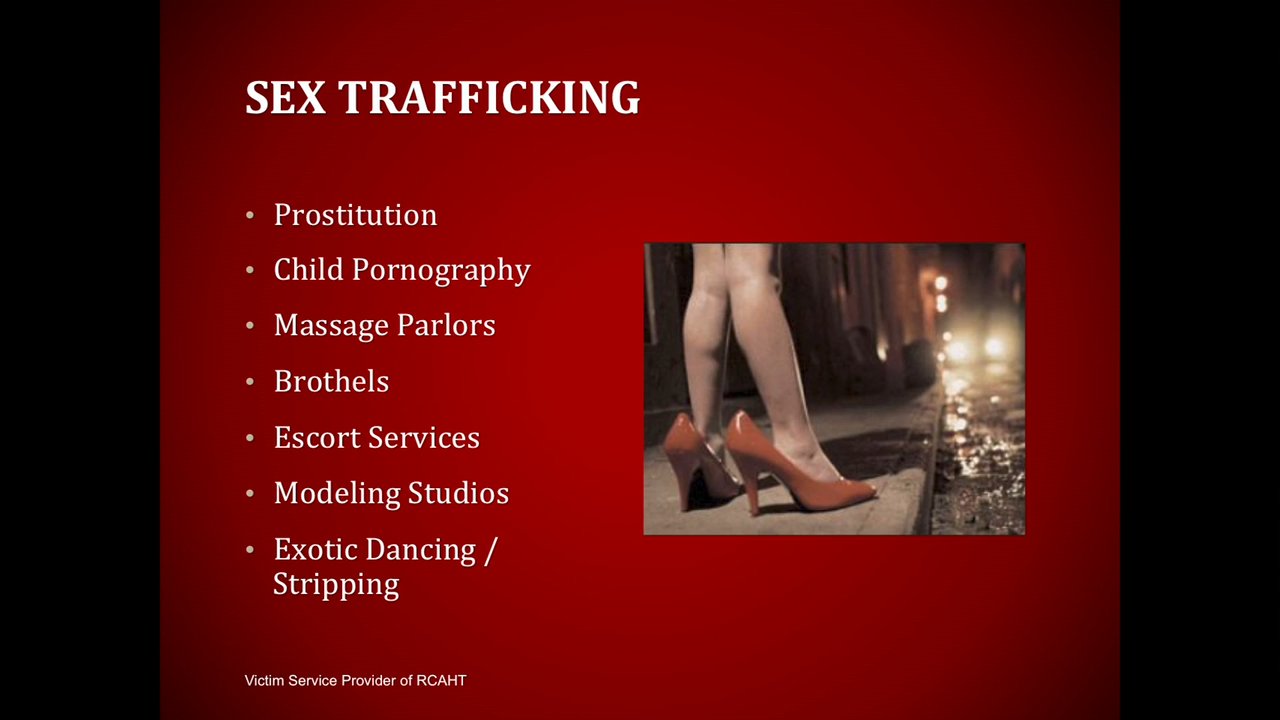 SEX TRAFFICKING
• Prostitution
• Child Pornography
• Massage Parlors
• Brothels
• Escort Services
• Modeling Studios
• Exotic Dancing /
Stripping
Victim Service Provider of RCAHT